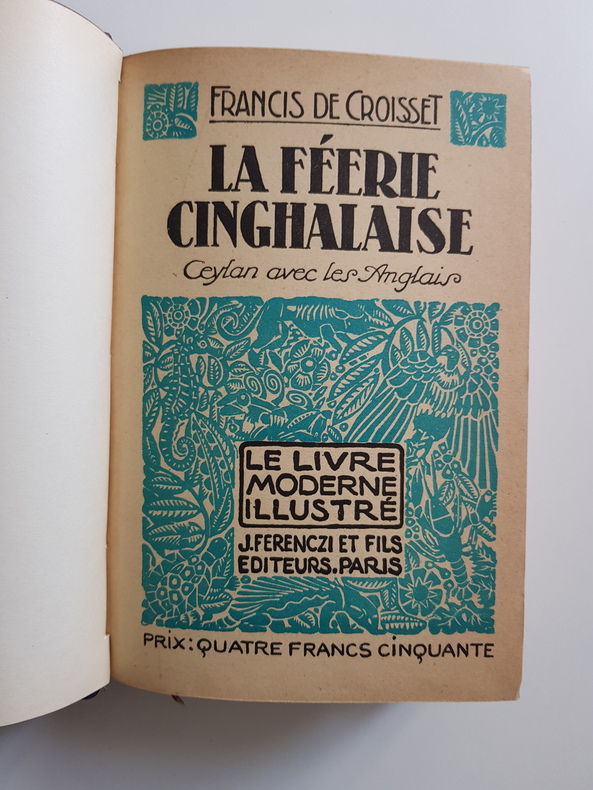 FRANCIS DE CROISSET
LA FÉERIE
CINGHALAISE
Ceylan avec les Anglais
LE LIVRE
MODERNE
ILLUSTRÉ
J. FERENCZI ET FILS
EDITEURS. PARIS
PRIX: QUATRE FRANCS CINQUANTE